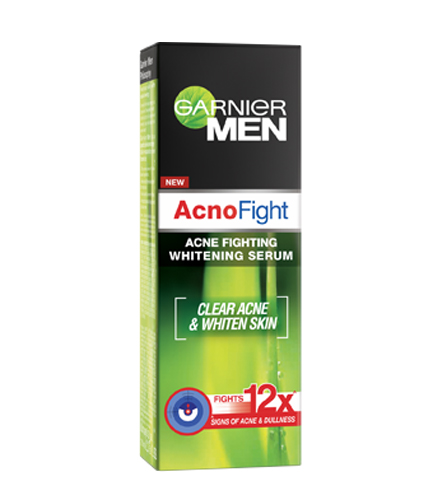 GARNIER
MEN
NEW
AcnoFight
ACNE FIGHTING
WHITENING SERUM
CLEAR ACNE
& WHITEN SKIN
FIGHTS 12x*
SIGNS OF ACNE & DULLNESS